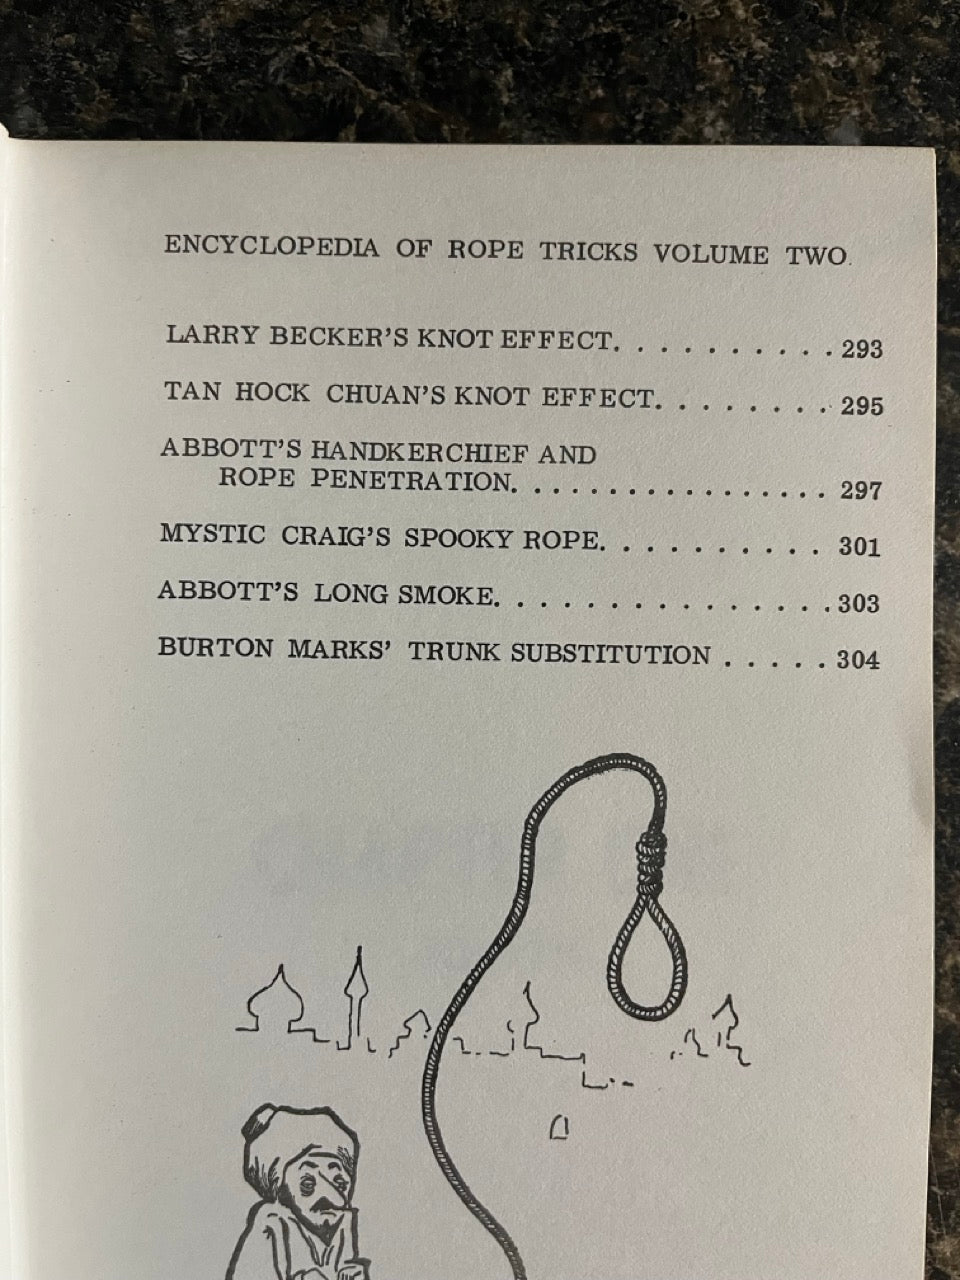 ENCYCLOPEDIA OF ROPE TRICKS VOLUME TWO.
LARRY BECKER'S KNOT EFFECT. . . . . . . . . . 293
TAN HOCK CHUAN'S KNOT EFFECT. . . . . . . . 295
ABBOTT'S HANDKERCHIEF AND
ROPE PENETRATION. . . . . . . . . . . . . . . . . 297
MYSTIC CRAIG'S SPOOKY ROPE. . . . . . . . . . 301
ABBOTT'S LONG SMOKE. . . . . . . . . . . . . . . 303
BURTON MARKS' TRUNK SUBSTITUTION . . . . . 304